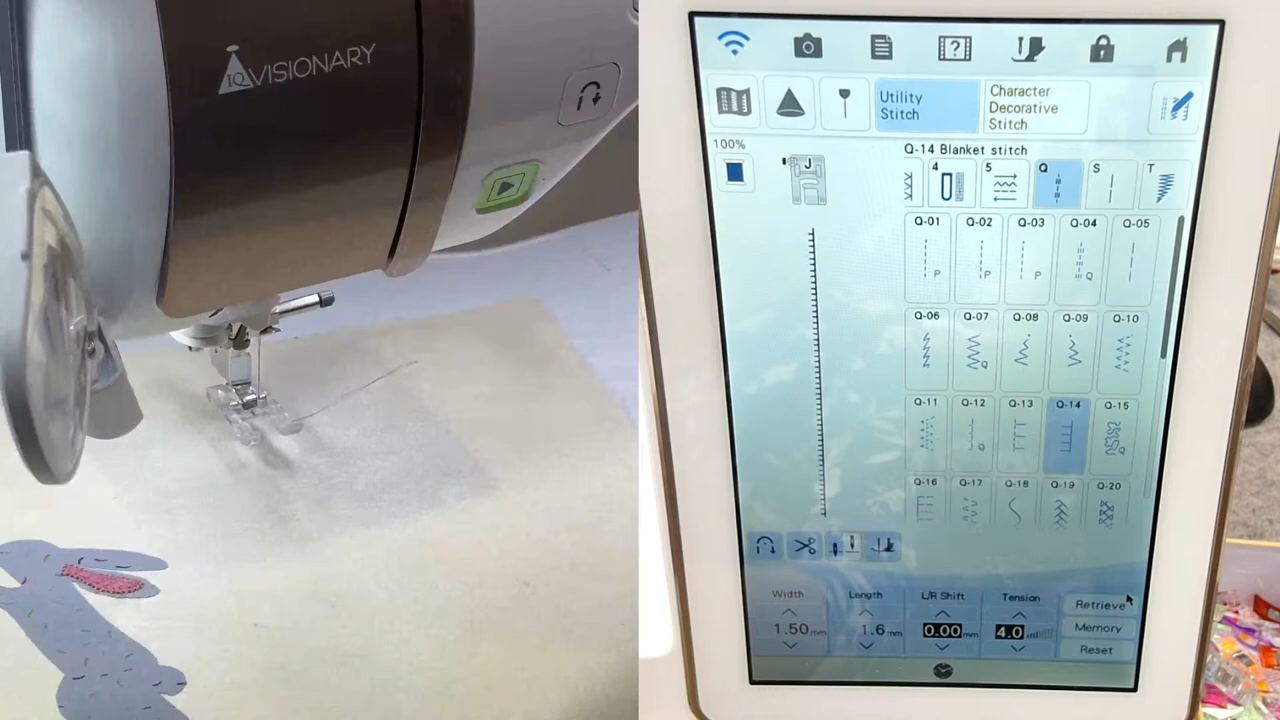 IQ VISIONARY
Utility
Stitch
Character
Decorative
Stitch
100%
J
Q-14 Blanket stitch
4
5
Q
S
T
Q-01
Q-02
Q-03
Q-04
Q-05
P
P
P
Q
Q-06
Q-07
Q-08
Q-09
Q-10
Q-11
Q-12
Q-13
Q-14
Q-15
Q-16
Q-17
Q-18
Q-19
Q-20
Width
Length
L/R Shift
Tension
1.50mm
1.6mm
0.00mm
4.0
Retrieve
Memory
Reset